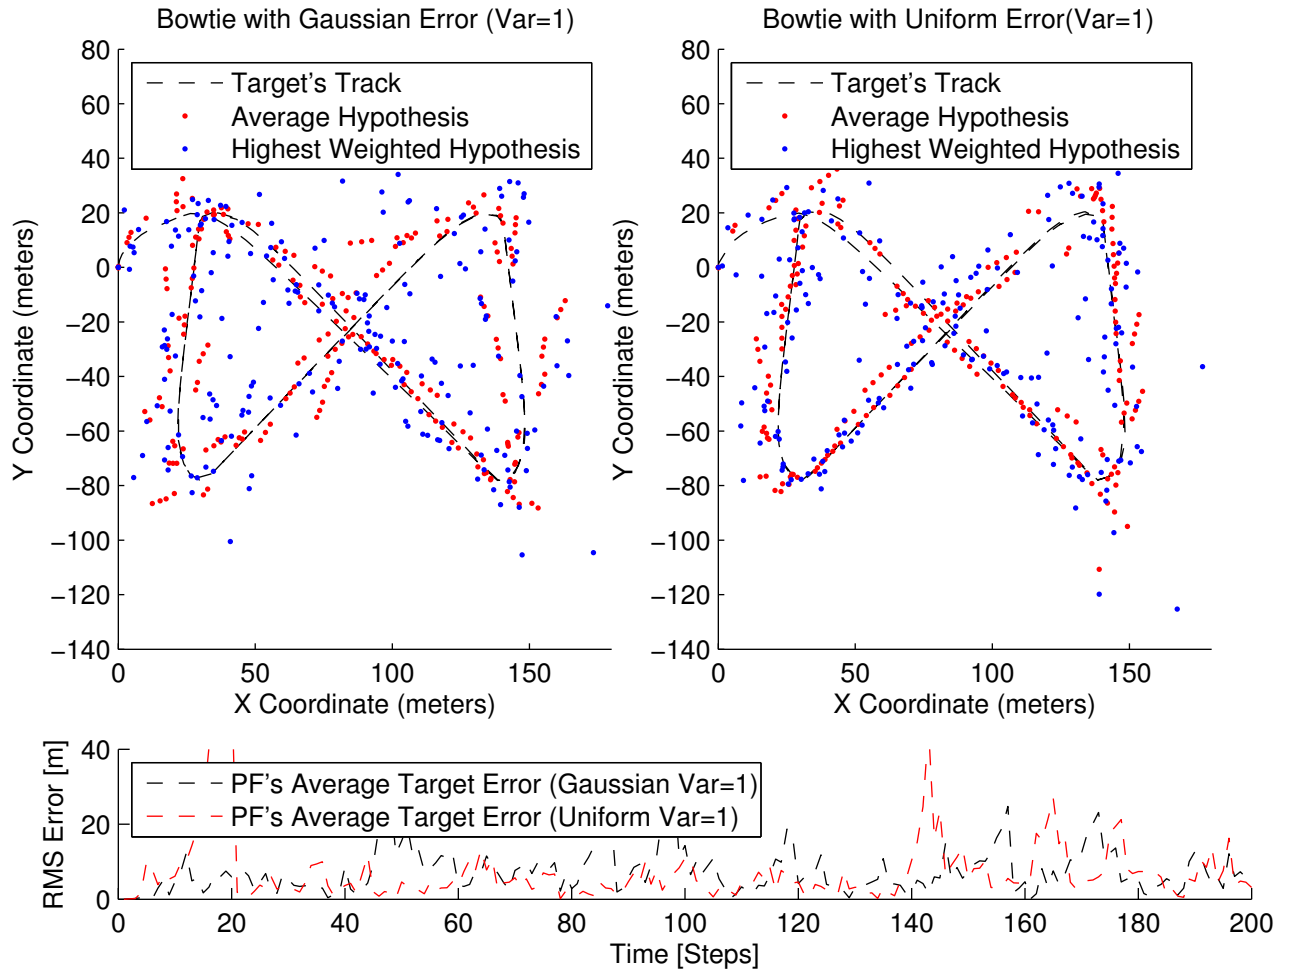 Bowtie with Gaussian Error (Var=1)
Bowtie with Uniform Error(Var=1)
80
60
40
20
0
−20
−40
−60
−80
−100
−120
−140
Y Coordinate (meters)
Target's Track
Average Hypothesis
Highest Weighted Hypothesis
0
50
100
150
X Coordinate (meters)
80
60
40
20
0
−20
−40
−60
−80
−100
−120
−140
Y Coordinate (meters)
Target's Track
Average Hypothesis
Highest Weighted Hypothesis
0
50
100
150
X Coordinate (meters)
40
20
0
RMS Error [m]
PF's Average Target Error (Gaussian Var=1)
PF's Average Target Error (Uniform Var=1)
0
20
40
60
80
100
120
140
160
180
200
Time [Steps]